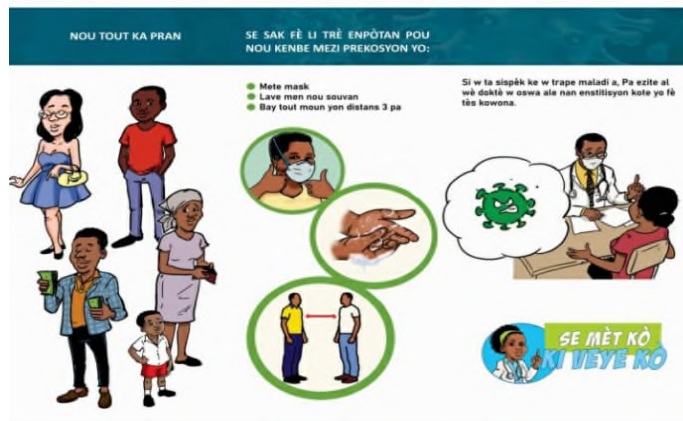 NOU TOUT KA PRAN
SE SAK FÈ LI TRÈ ENPÒTAN POU
NOU KENBE MEZI PREKOSYON YO:
Mete mask
Lave men nou souvan
Bay tout moun yon distans 3 pa
Si w ta sispèk ke w trape maladi a, Pa ezite al
wè doktè w oswa ale nan enstitisyon kote yo fè
tès kowona.
SE MÈT KÒ
KI VEYE KÒ